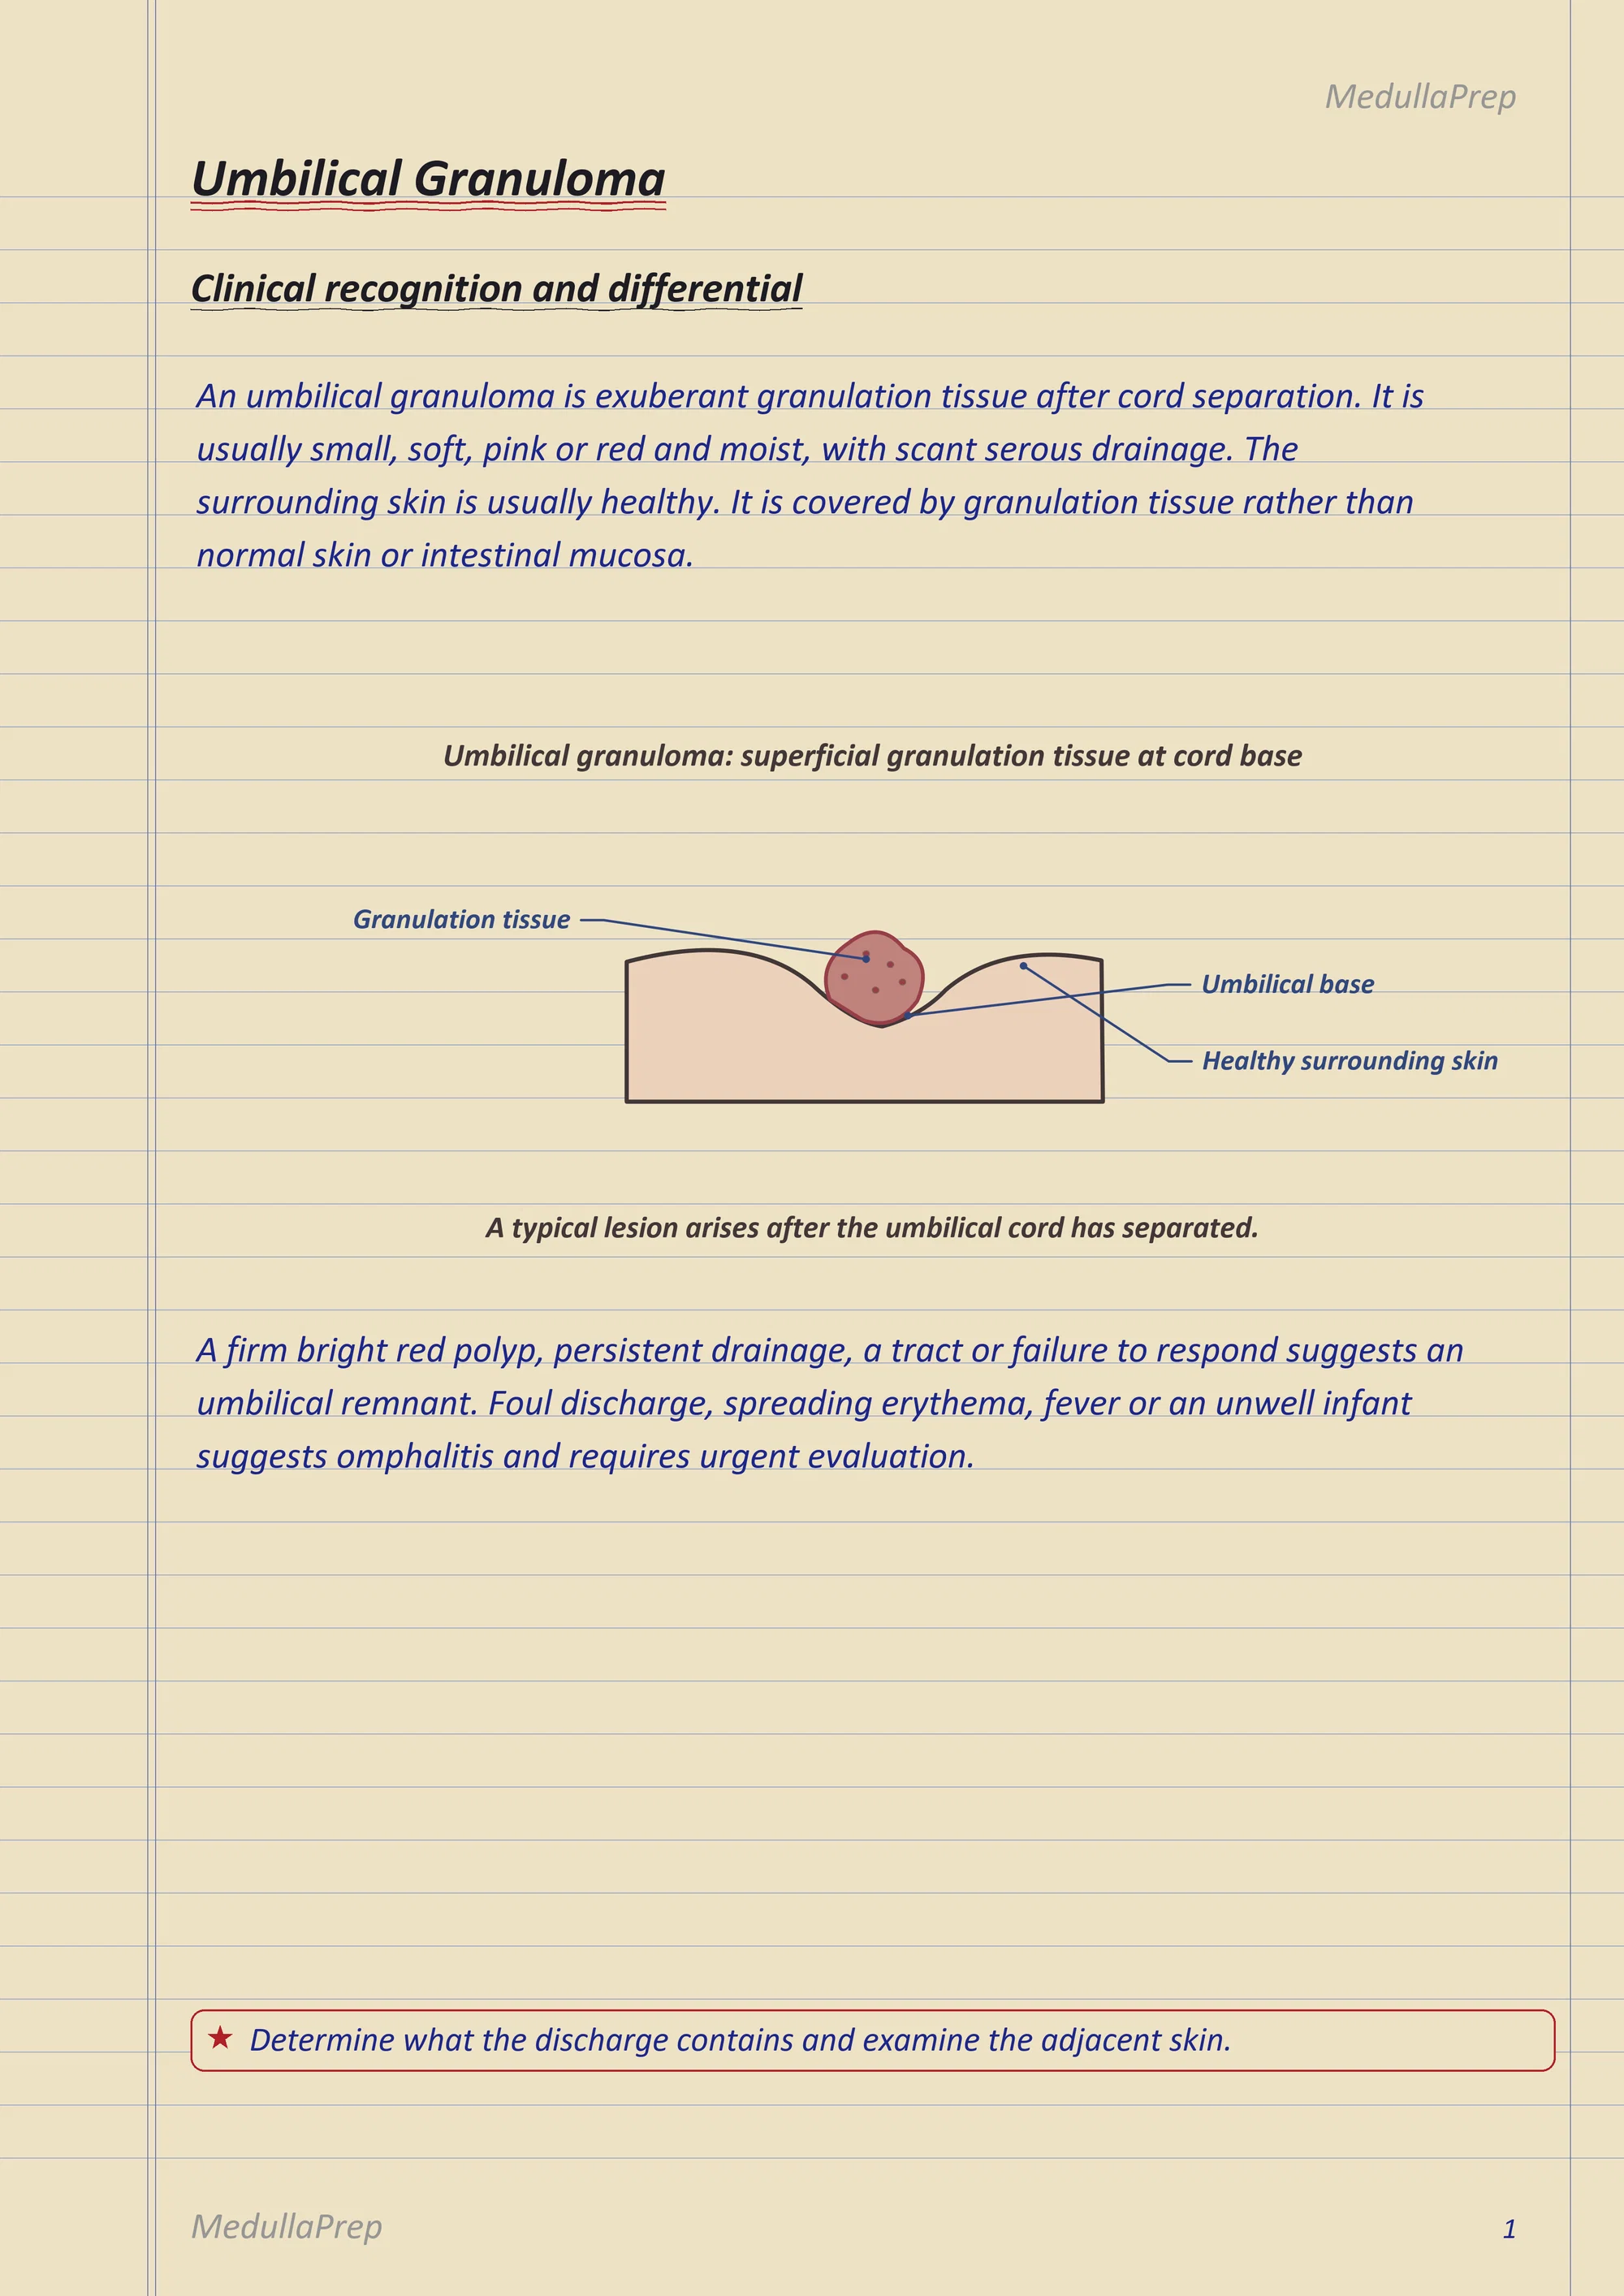 MedullaPrep
Umbilical Granuloma
Clinical recognition and differential
An umbilical granuloma is exuberant granulation tissue after cord separation. It is
usually small, soft, pink or red and moist, with scant serous drainage. The
surrounding skin is usually healthy. It is covered by granulation tissue rather than
normal skin or intestinal mucosa.
Umbilical granuloma: superficial granulation tissue at cord base
Granulation tissue
Umbilical base
Healthy surrounding skin
A typical lesion arises after the umbilical cord has separated.
A firm bright red polyp, persistent drainage, a tract or failure to respond suggests an
umbilical remnant. Foul discharge, spreading erythema, fever or an unwell infant
suggests omphalitis and requires urgent evaluation.
★ Determine what the discharge contains and examine the adjacent skin.
MedullaPrep
1